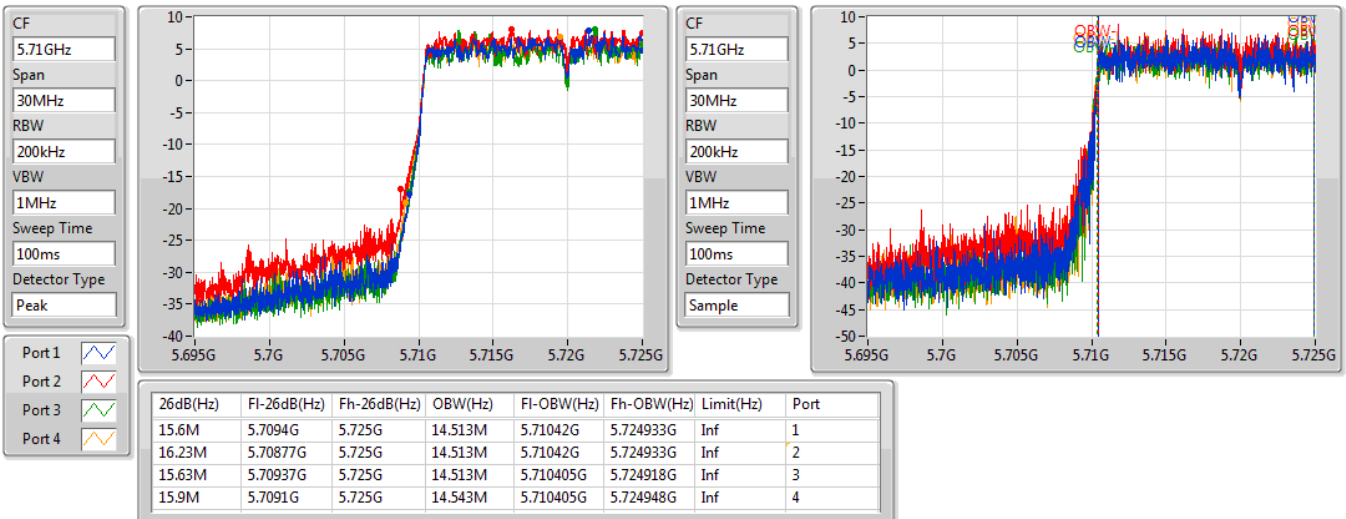 CF
5.71GHz
Span
30MHz
RBW
200kHz
VBW
1MHz
Sweep Time
100ms
Detector Type
Peak
10
5
0
-5
-10
-15
-20
-25
-30
-35
-40
5.695G 5.7G 5.705G 5.71G 5.715G 5.72G 5.725G
CF
5.71GHz
Span
30MHz
RBW
200kHz
VBW
1MHz
Sweep Time
100ms
Detector Type
Sample
10
5
0
-5
-10
-15
-20
-25
-30
-35
-40
-45
-50
5.695G 5.7G 5.705G 5.71G 5.715G 5.72G 5.725G
Port 1
Port 2
Port 3
Port 4
26dB(Hz) Fl-26dB(Hz) Fh-26dB(Hz) OBW(Hz) Fl-OBW(Hz) Fh-OBW(Hz) Limit(Hz) Port
15.6M 5.7094G 5.725G 14.513M 5.71042G 5.724933G Inf 1
16.23M 5.70877G 5.725G 14.513M 5.71042G 5.724933G Inf 2
15.63M 5.70937G 5.725G 14.513M 5.710405G 5.724918G Inf 3
15.9M 5.7091G 5.725G 14.543M 5.710405G 5.724948G Inf 4